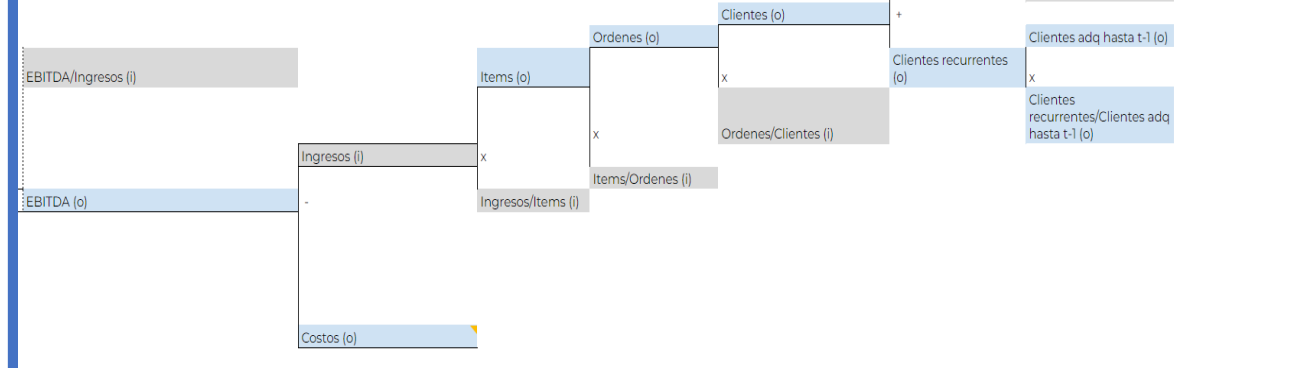 Clientes (o)
+
Ordenes (o)
Clientes adq hasta t-1 (o)
EBITDA/Ingresos (i)
Items (o)
x
Clientes recurrentes
(o)
x
Clientes
recurrentes/Clientes adq
hasta t-1 (o)
x
Ordenes/Clientes (i)
Ingresos (i)
x
Items/Ordenes (i)
EBITDA (o)
-
Ingresos/Items (i)
Costos (o)